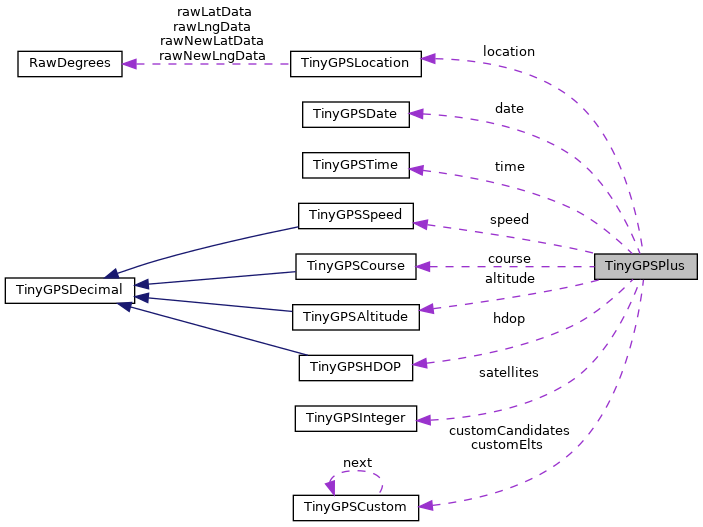 rawLatData
rawLngData
rawNewLatData
rawNewLngData
location
RawDegrees
TinyGPSLocation
date
TinyGPSDate
time
TinyGPSTime
speed
TinyGPSSpeed
course
TinyGPSCourse
TinyGPSPlus
altitude
TinyGPSDecimal
TinyGPSAltitude
hdop
TinyGPSHDOP
satellites
TinyGPSInteger
customCandidates
customElts
next
TinyGPSCustom